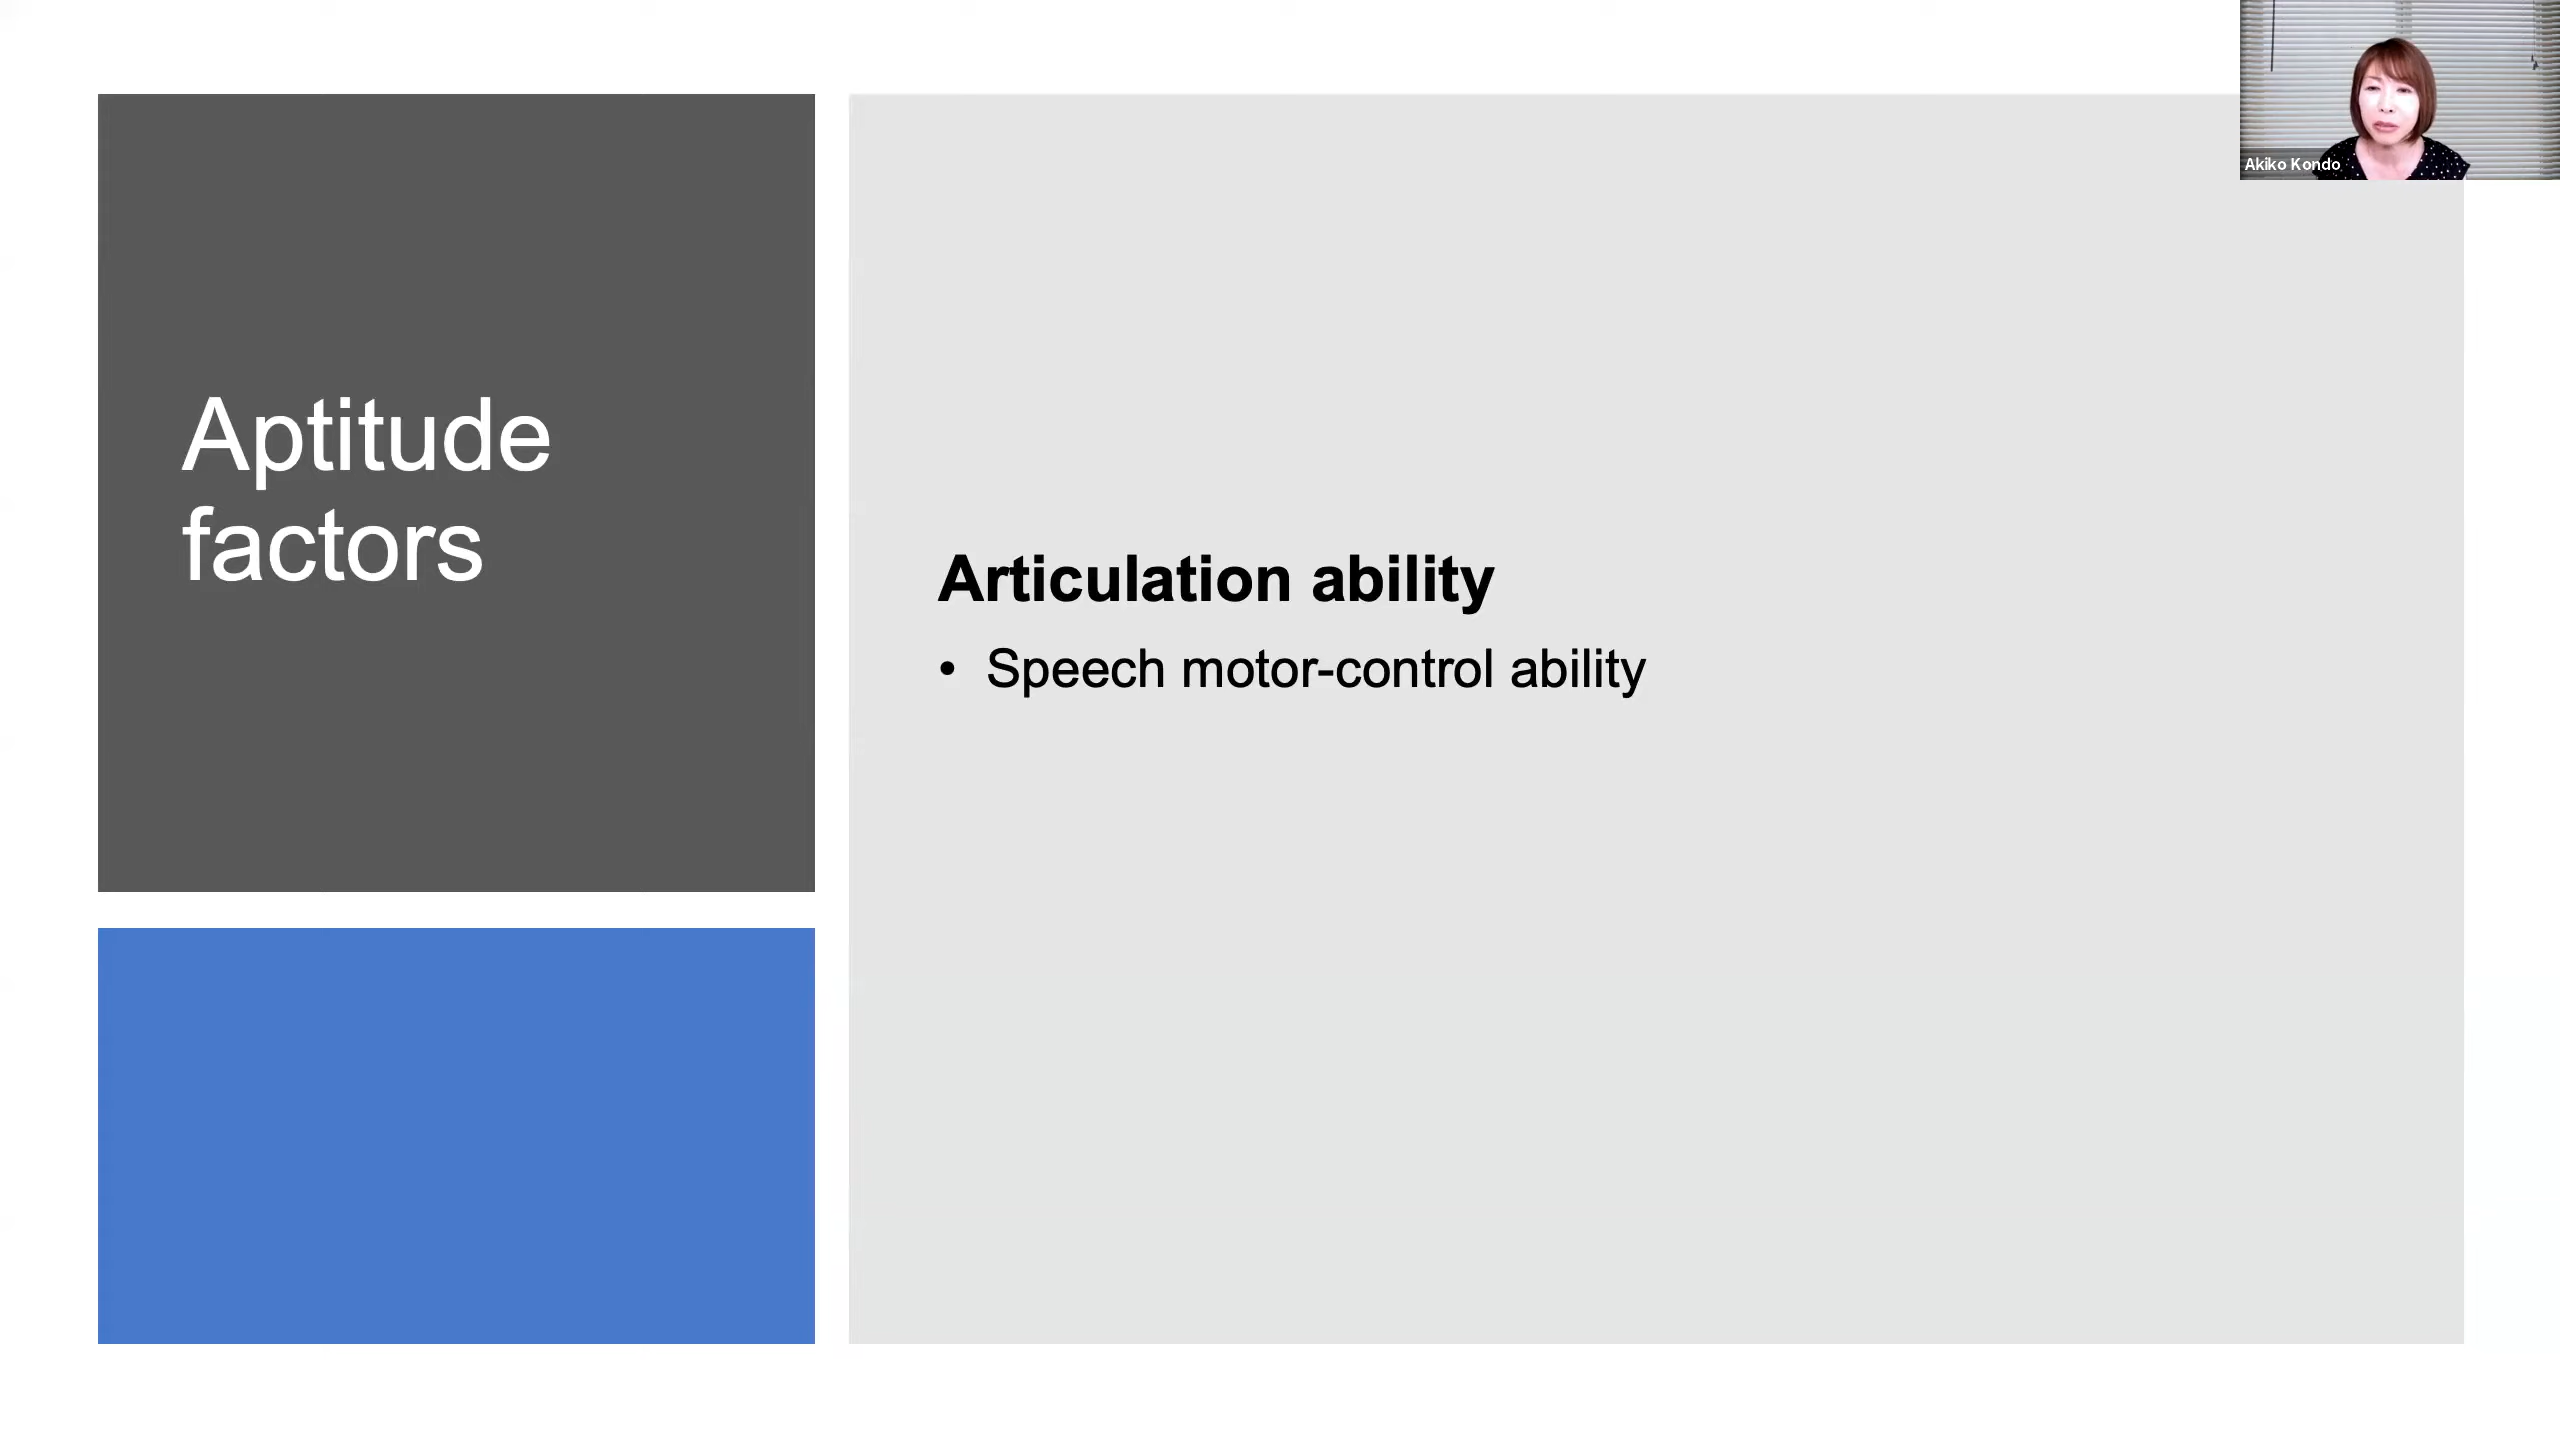 Aptitude
factors
Articulation ability
• Speech motor-control ability
Akiko Kondo